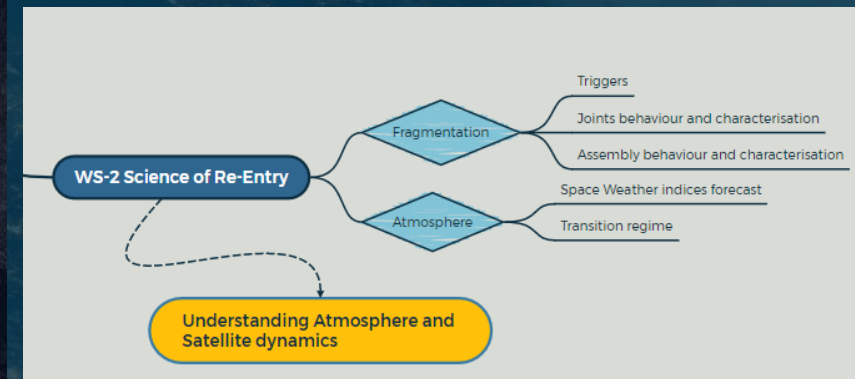 Triggers
Fragmentation
Joints behaviour and characterisation
Assembly behaviour and characterisation
WS-2 Science of Re-Entry
Space Weather indices forecast
Atmosphere
Transition regime
Understanding Atmosphere and
Satellite dynamics